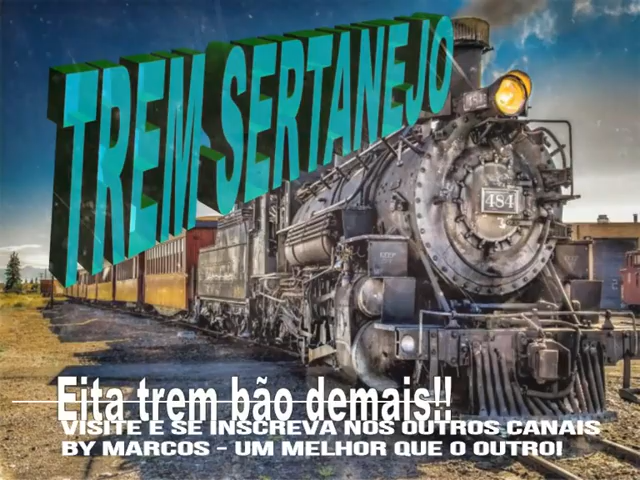 TREM SERTANEJO
484
Eita trem bão demais!!
VISITE E SE INSCREVA NOS OUTROS CANAIS
BY MARCOS - UM MELHOR QUE O OUTRO!